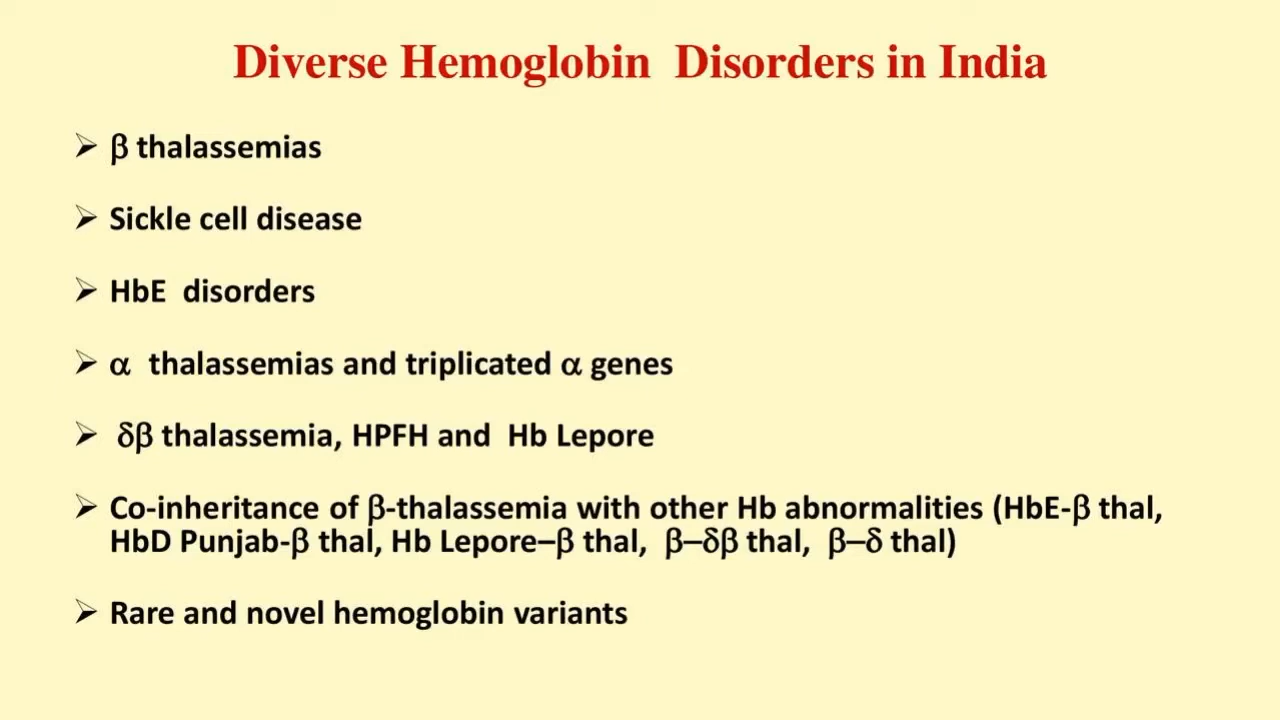 Diverse Hemoglobin Disorders in India
➢ β thalassemias
➢ Sickle cell disease
➢ HbE disorders
➢ α thalassemias and triplicated α genes
➢ δβ thalassemia, HPFH and Hb Lepore
➢ Co-inheritance of β-thalassemia with other Hb abnormalities (HbE-β thal,
HbD Punjab-β thal, Hb Lepore–β thal, β–δβ thal, β–δ thal)
➢ Rare and novel hemoglobin variants